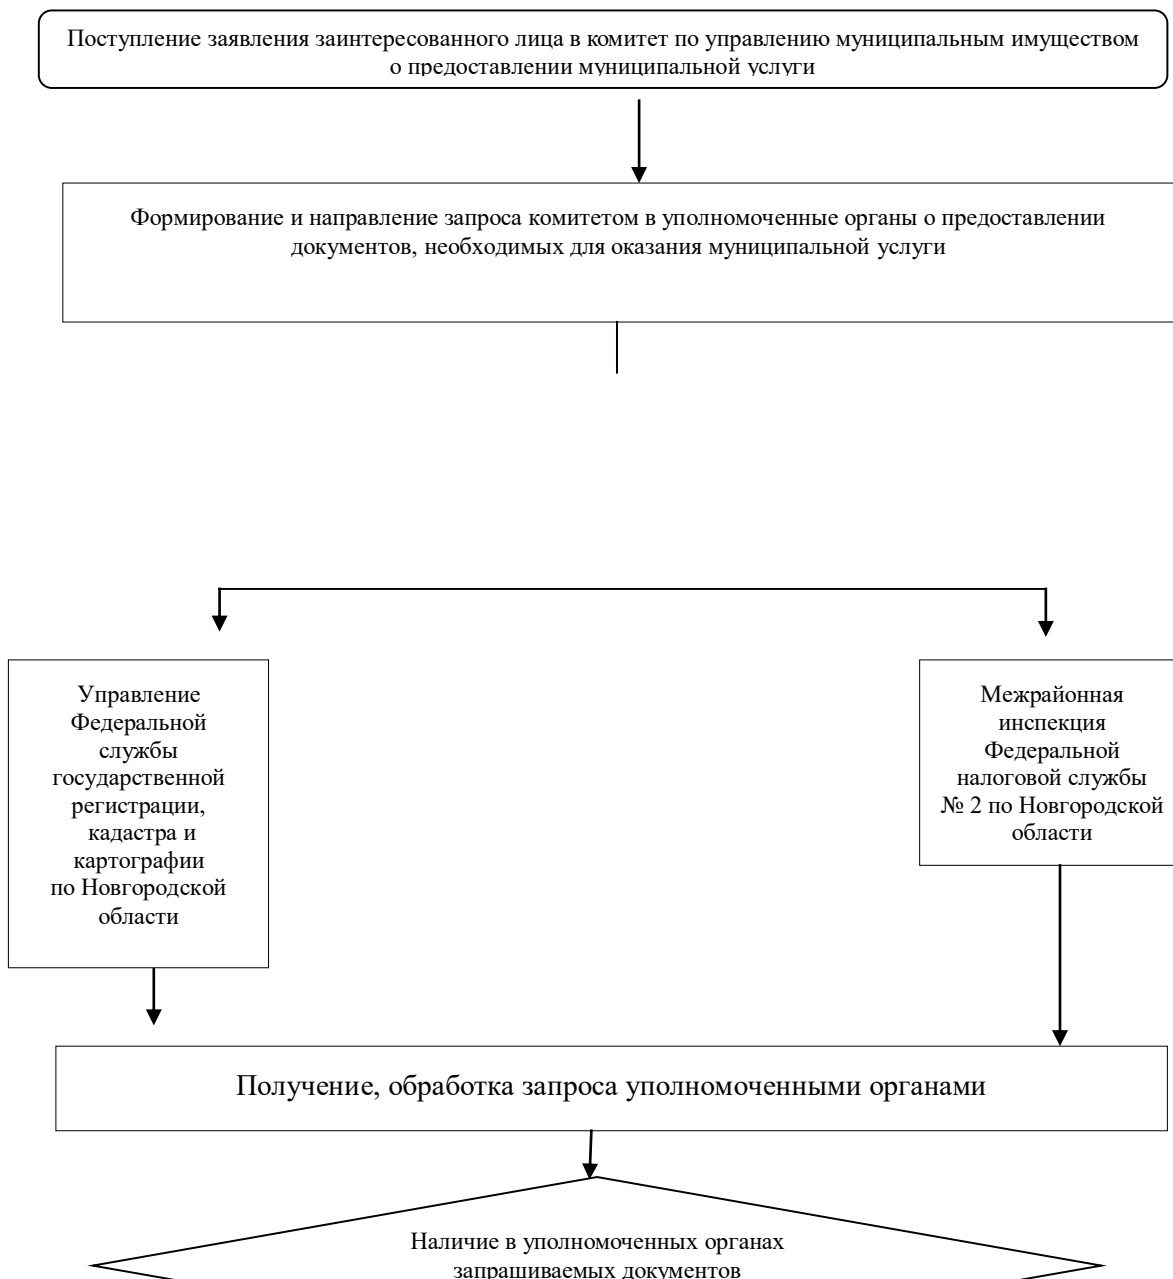 Поступление заявления заинтересованного лица в комитет по управлению муниципальным имуществом
о предоставлении муниципальной услуги
Формирование и направление запроса комитетом в уполномоченные органы о предоставлении
документов, необходимых для оказания муниципальной услуги
Управление
Федеральной
службы
государственной
регистрации,
кадастра и
картографии
по Новгородской
области
Межрайонная
инспекция
Федеральной
налоговой службы
№ 2 по Новгородской
области
Получение, обработка запроса уполномоченными органами
Наличие в уполномоченных органах
запрашиваемых документов